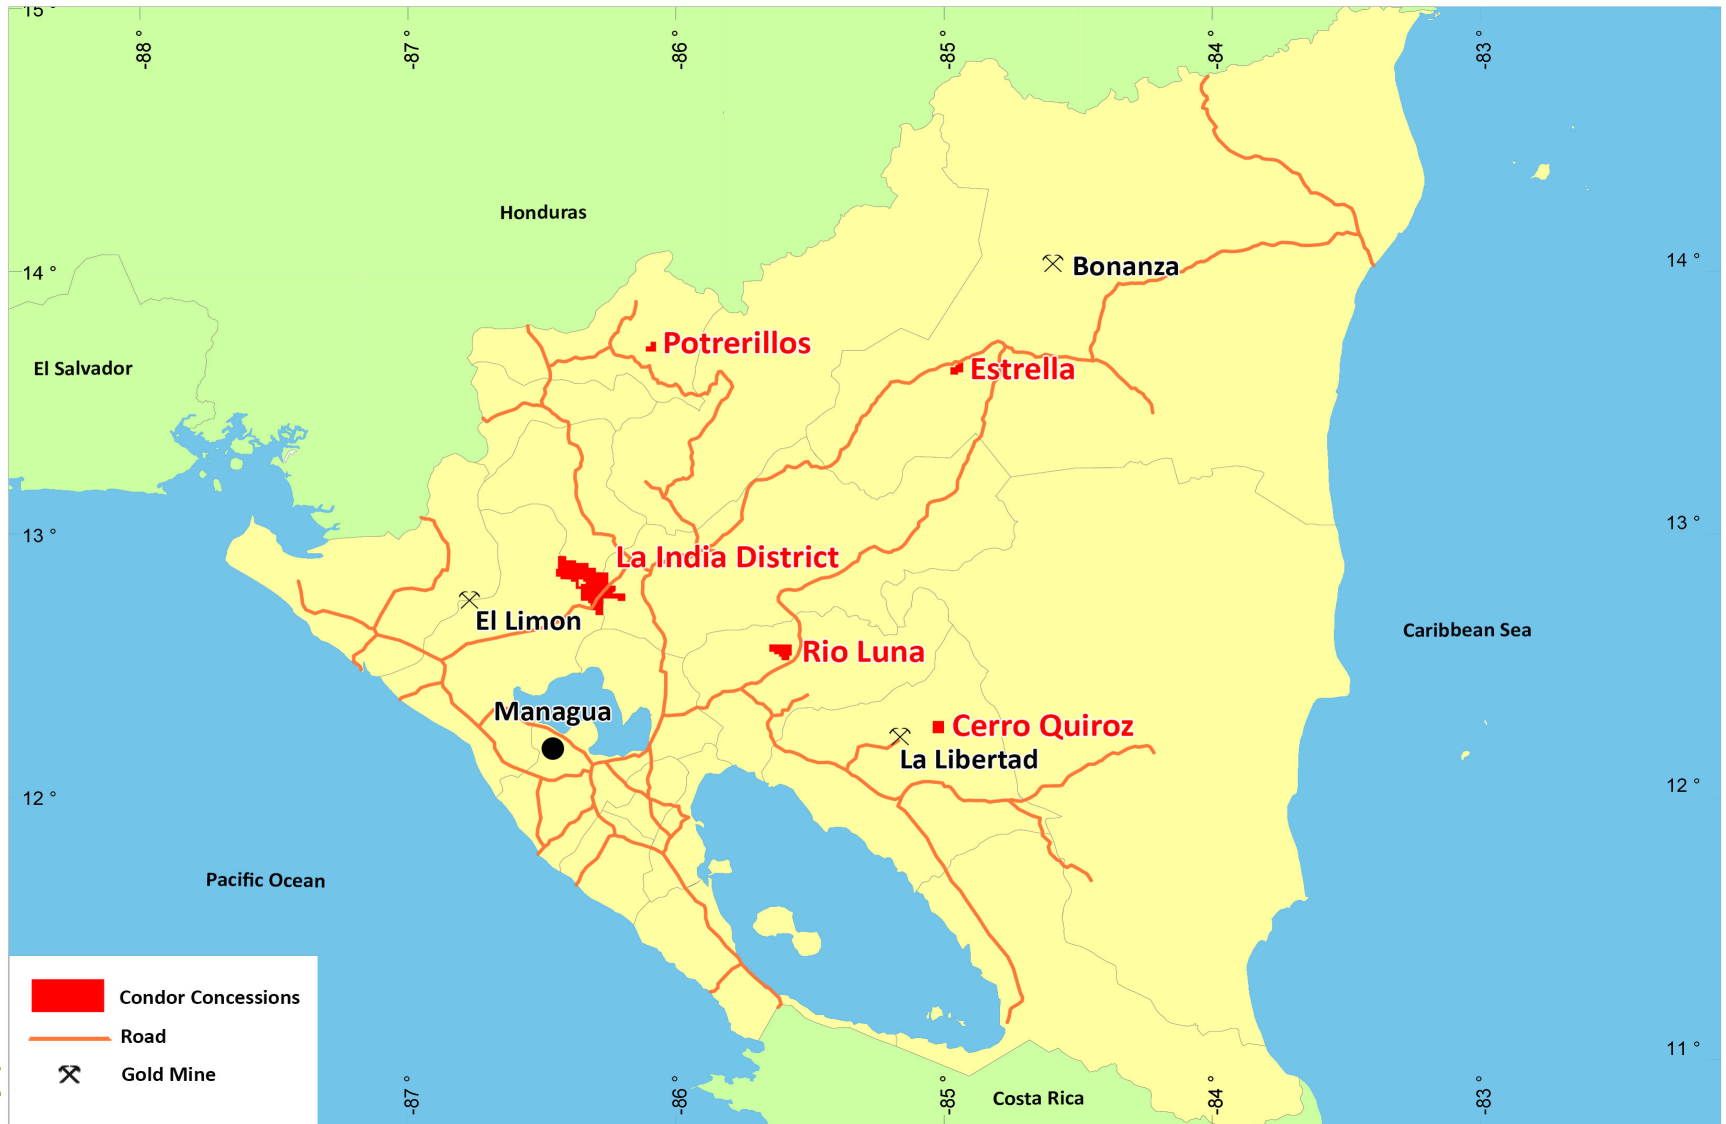 15 °
-88 °
-87 °
-86 °
-85 °
-84 °
-83 °
Honduras
14 °
14 °
Bonanza
Potrerillos
El Salvador
Estrella
13 °
13 °
La India District
El Limon
Caribbean Sea
Rio Luna
Managua
Cerro Quiroz
La Libertad
12 °
12 °
Pacific Ocean
Condor Concessions
Road
Gold Mine
11 °
-87 °
-86 °
-85 °
-84 °
-83 °
Costa Rica